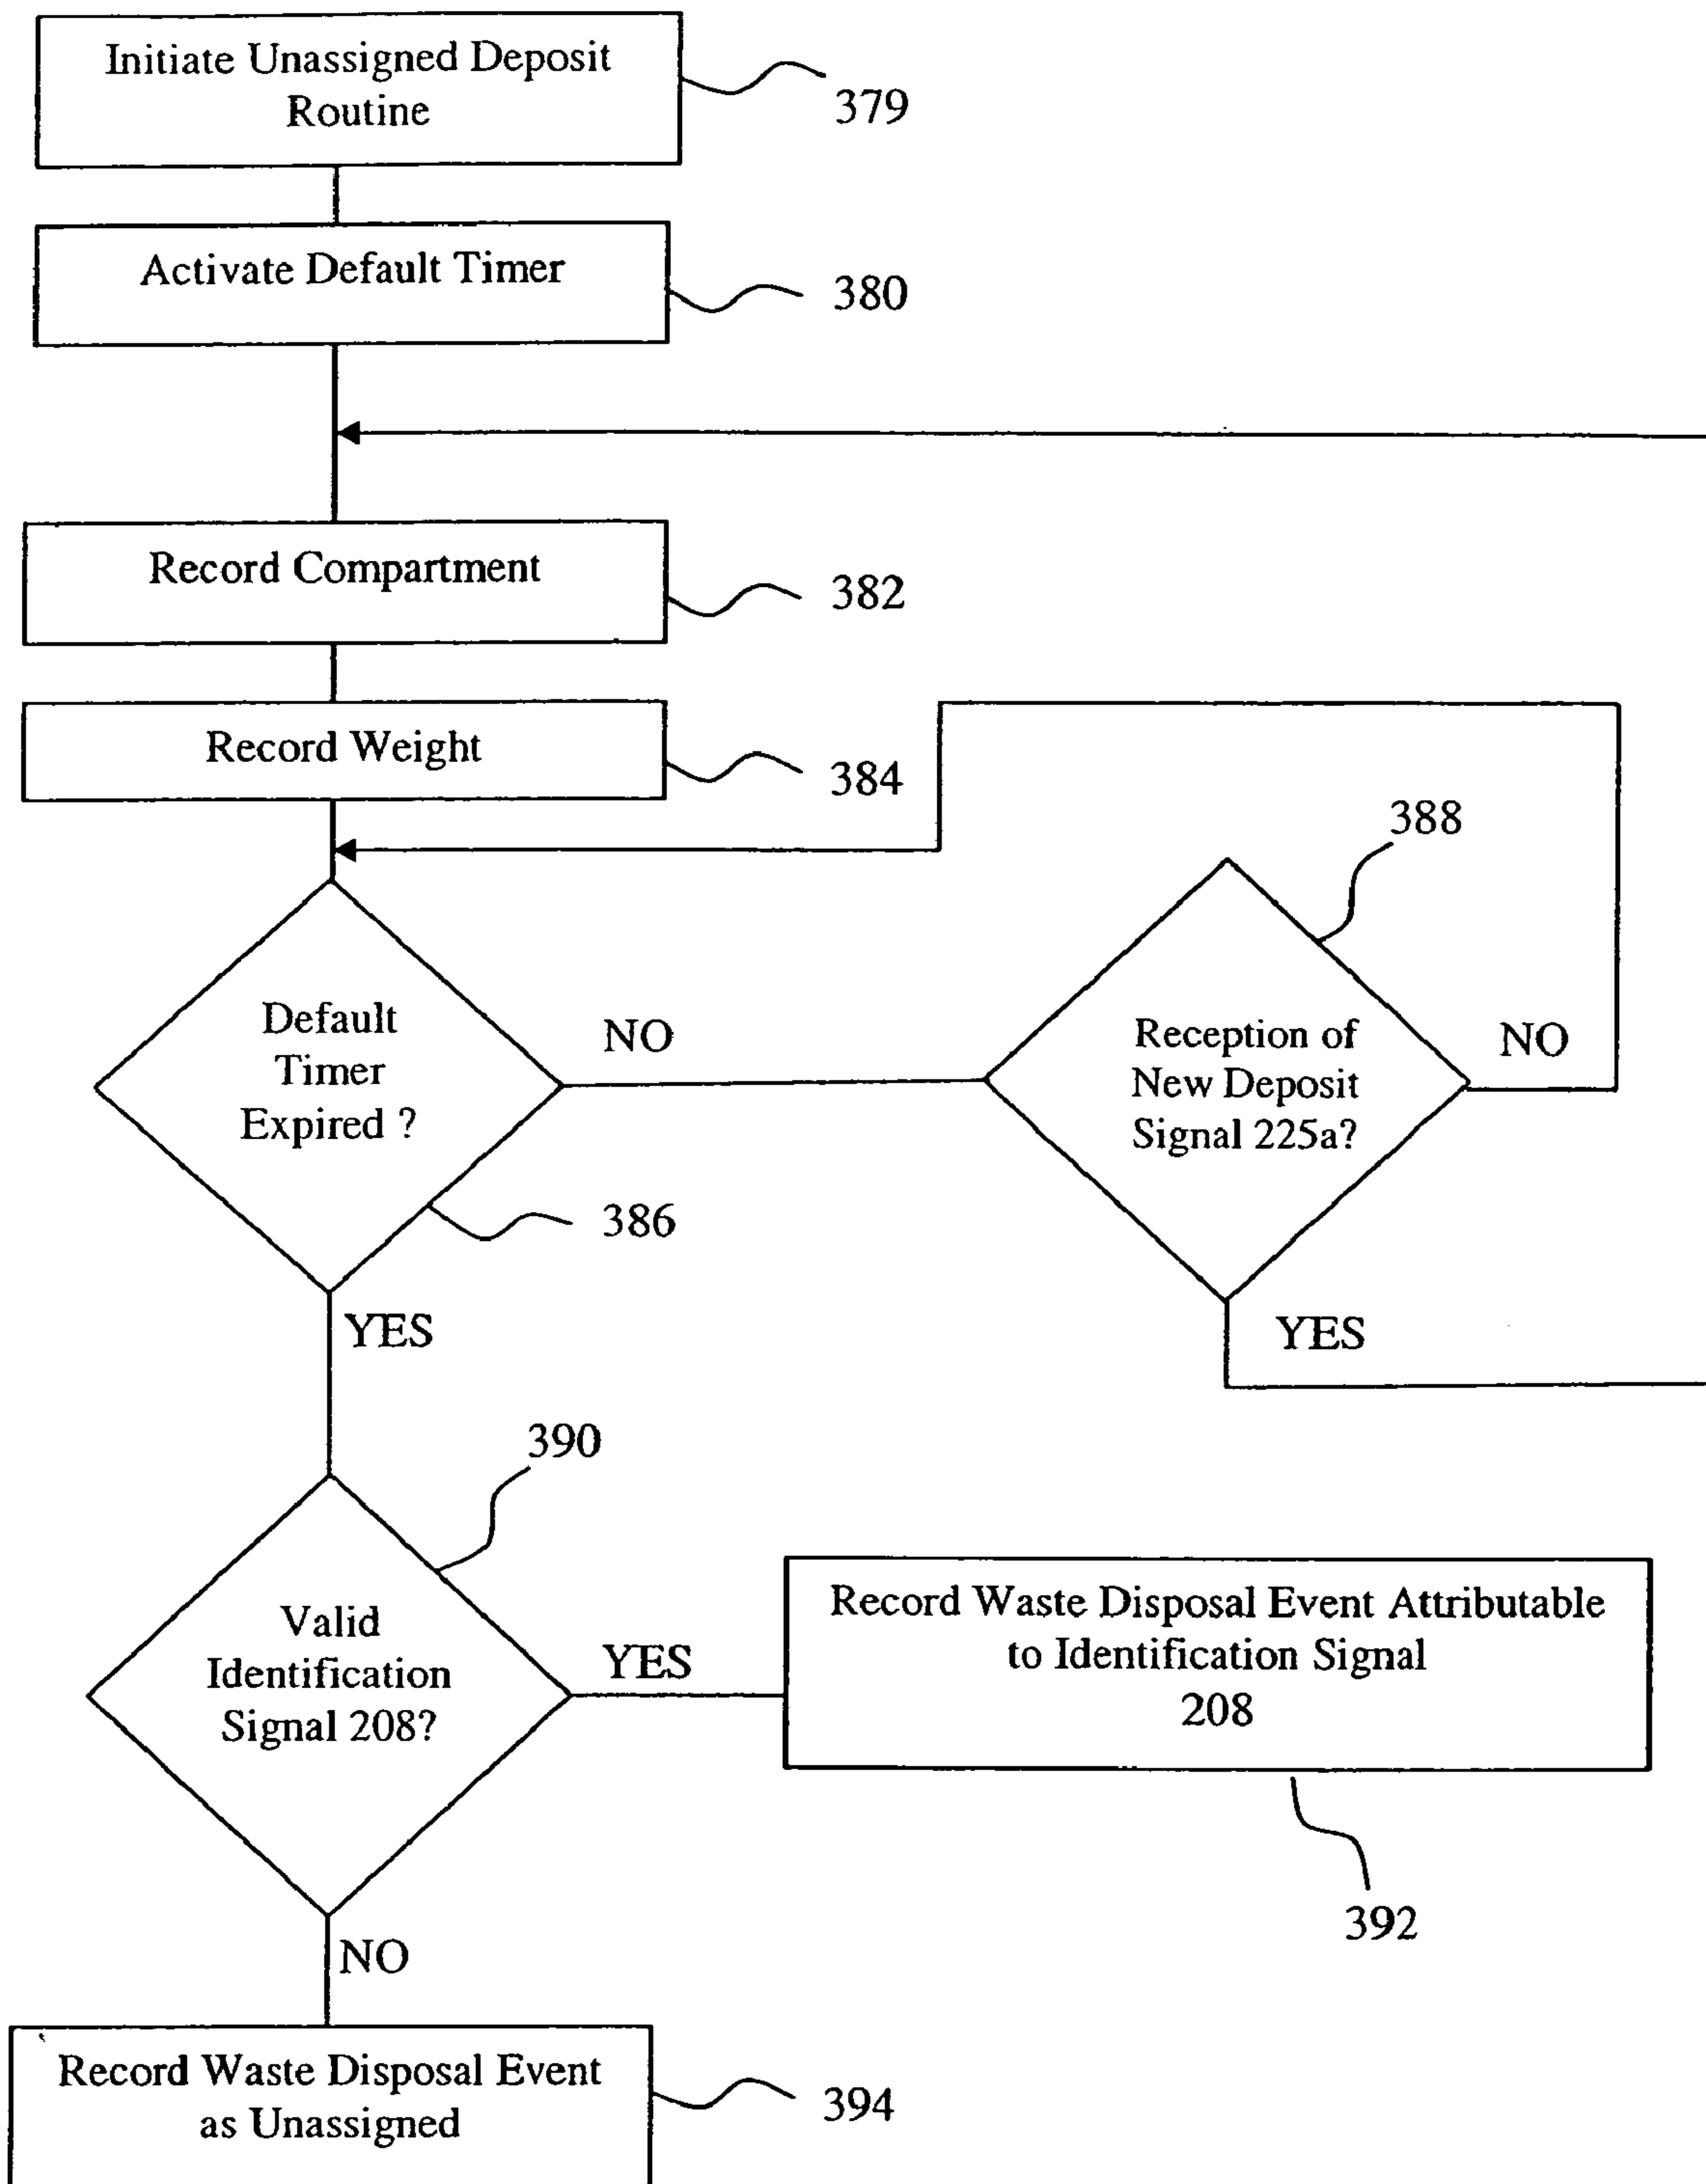 Initiate Unassigned Deposit
Routine
379
Activate Default Timer
380
Record Compartment
382
Record Weight
384
388
Default
Timer
Expired ?
NO
Reception of
New Deposit
Signal 225a?
NO
386
YES
YES
390
Valid
Identification
Signal 208?
YES
Record Waste Disposal Event Attributable
to Identification Signal
208
392
NO
Record Waste Disposal Event
as Unassigned
394